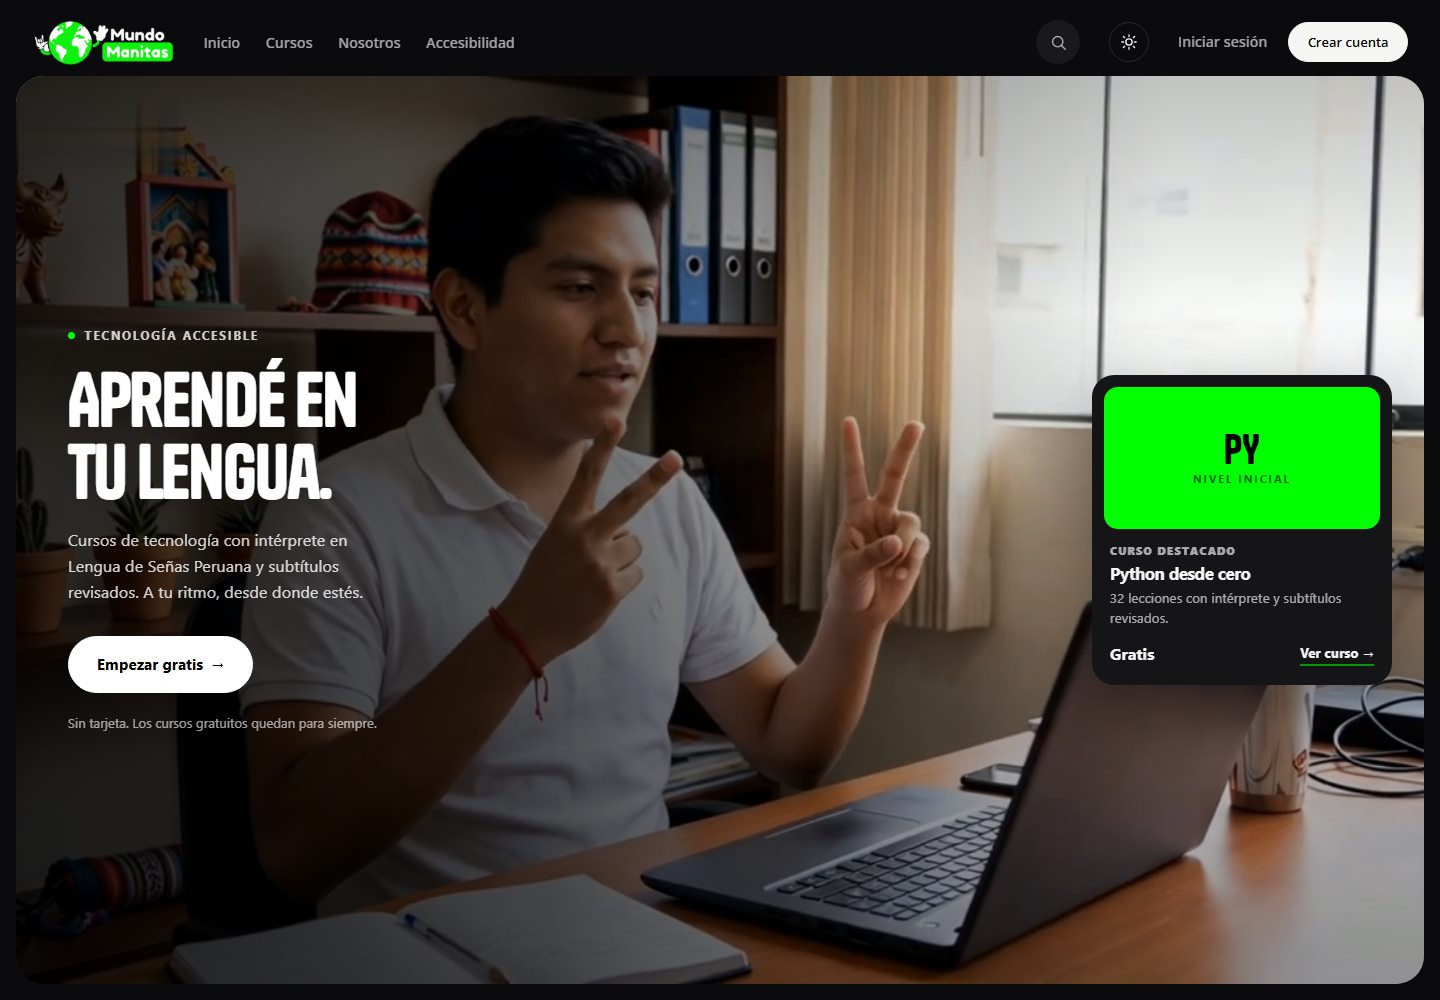 Mundo
Manitas
Inicio
Cursos
Nosotros
Accesibilidad
Iniciar sesión
Crear cuenta
TECNOLOGÍA ACCESIBLE
APRENDÉ EN
TU LENGUA.
Cursos de tecnología con intérprete en
Lengua de Señas Peruana y subtítulos
revisados. A tu ritmo, desde donde estés.
Empezar gratis →
Sin tarjeta. Los cursos gratuitos quedan para siempre.
PY
NIVEL INICIAL
CURSO DESTACADO
Python desde cero
32 lecciones con intérprete y subtítulos
revisados.
Gratis
Ver curso →